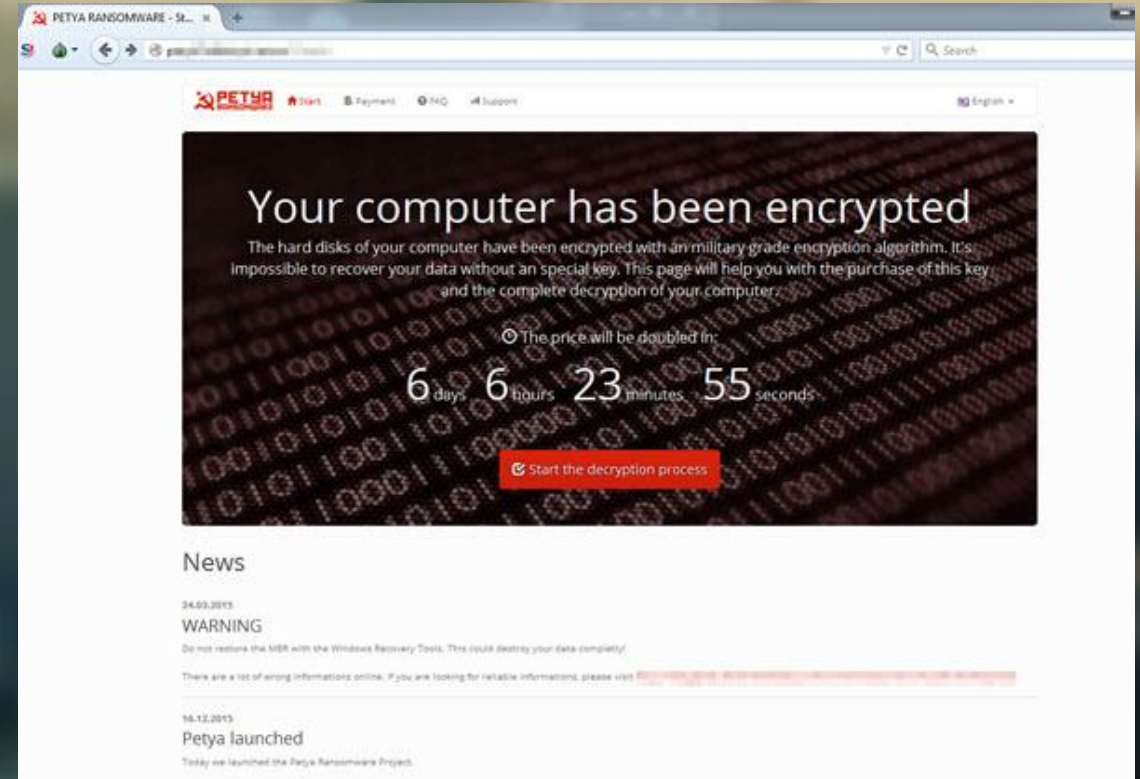 PETYA RANSOMWARE - St...
Search
PETYA
RANSOMWARE
Start
Payment
FAQ
Support
English
Your computer has been encrypted
The hard disks of your computer have been encrypted with an military grade encryption algorithm. It's
impossible to recover your data without an special key. This page will help you with the purchase of this key
and the complete decryption of your computer.
The price will be doubled in:
6 days 6 hours 23 minutes 55 seconds
Start the decryption process
News
24.03.2015
WARNING
Do not restore the MBR with the Windows Recovery Tools. This could destroy your data completly!
There are a lot of wrong informations online. If you are looking for reliable informations, please visit
16.12.2015
Petya launched
Today we launched the Petya Ransomware Project.